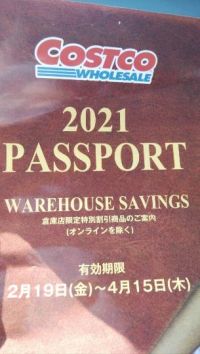 COSTCO
WHOLESALE
2021
PASSPORT
WAREHOUSE SAVINGS
倉庫店限定特別割引商品のご案内
(オンラインを除く)
有効期限
2月19日(金)~4月15日(木)